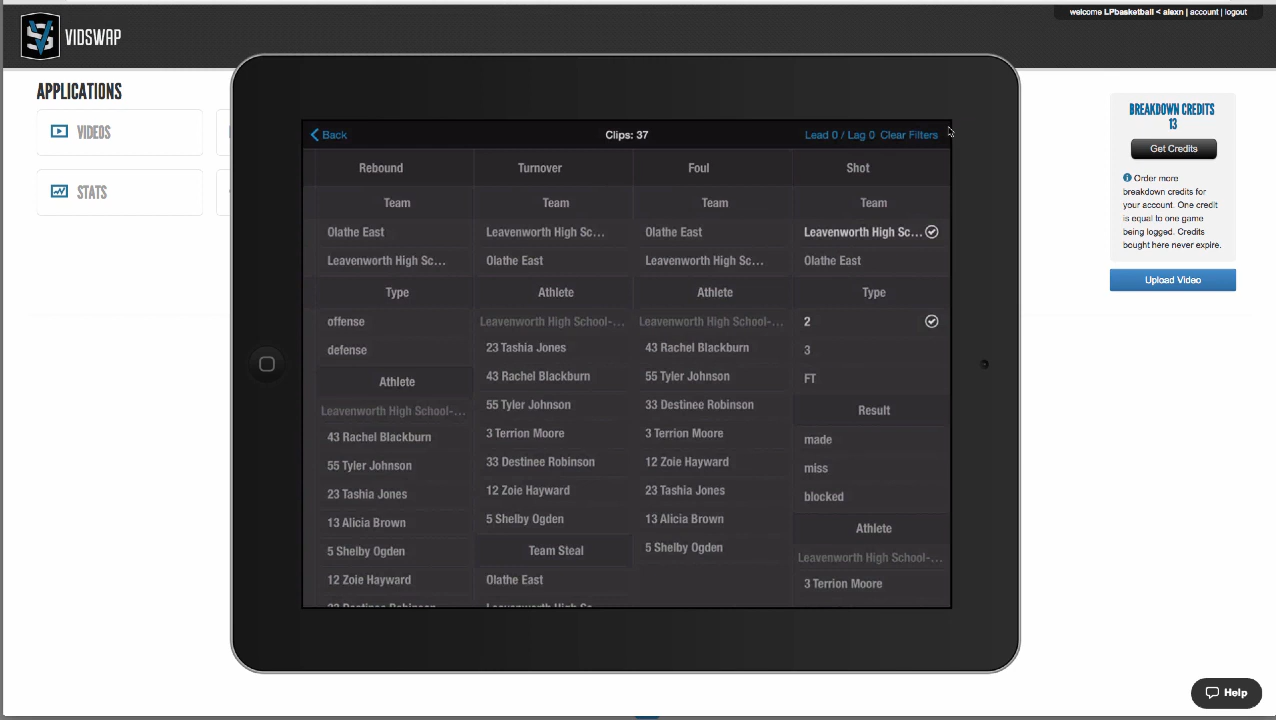 welcome LPbasketball < alexn | account | logout
VIDSWAP
APPLICATIONS
VIDEOS
STATS
BREAKDOWN CREDITS
13
Get Credits
Order more
breakdown credits for
your account. One credit
is equal to one game
being logged. Credits
bought here never expire.
Upload Video
Back
Clips: 37
Lead 0 / Lag 0 Clear Filters
Rebound
Team
Olathe East
Leavenworth High Sc...
Type
offense
defense
Athlete
Leavenworth High School-...
43 Rachel Blackburn
55 Tyler Johnson
23 Tashia Jones
13 Alicia Brown
5 Shelby Ogden
12 Zoie Hayward
33 Destinee Robinson
Turnover
Team
Leavenworth High Sc...
Olathe East
Athlete
Leavenworth High School-...
23 Tashia Jones
43 Rachel Blackburn
55 Tyler Johnson
3 Terrion Moore
33 Destinee Robinson
12 Zoie Hayward
5 Shelby Ogden
Team Steal
Olathe East
Leavenworth High Sc...
Foul
Team
Olathe East
Leavenworth High Sc...
Athlete
Leavenworth High School-...
43 Rachel Blackburn
55 Tyler Johnson
33 Destinee Robinson
3 Terrion Moore
12 Zoie Hayward
23 Tashia Jones
13 Alicia Brown
5 Shelby Ogden
Shot
Team
Leavenworth High Sc...
Olathe East
Type
2
3
FT
Result
made
miss
blocked
Athlete
Leavenworth High School-...
3 Terrion Moore
Help